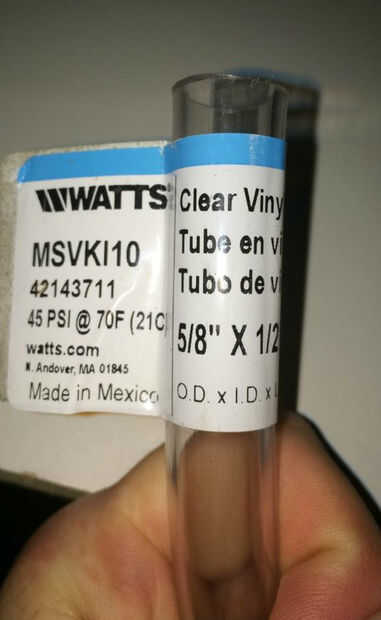 WATTS
MSVKI10
42143711
45 PSI @ 70F (21C)
watts.com
N. Andover, MA 01845
Made in Mexico
Clear Viny
Tube en vi
Tubo de vi
5/8" X 1/2
O.D. x I.D. x